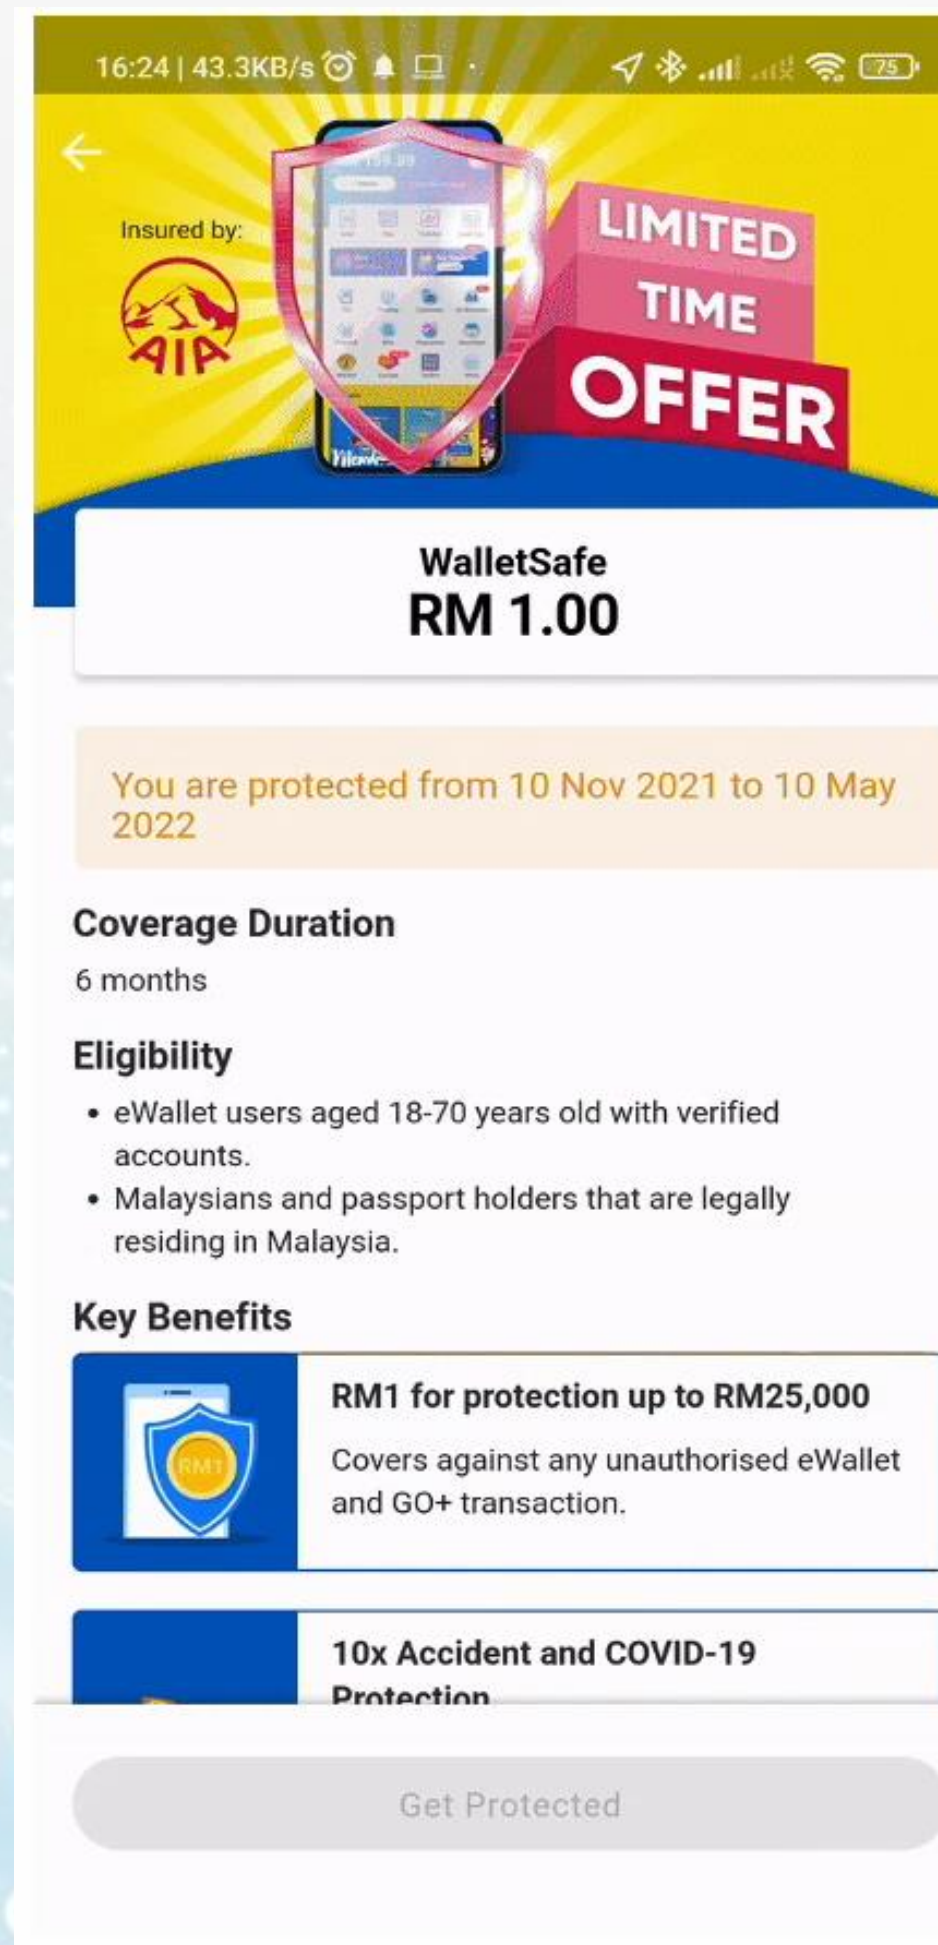 16:24 | 43.3KB/s
75
Insured by:
AIA
LIMITED
TIME
OFFER
WalletSafe
RM 1.00
You are protected from 10 Nov 2021 to 10 May
2022
Coverage Duration
6 months
Eligibility
• eWallet users aged 18-70 years old with verified
accounts.
• Malaysians and passport holders that are legally
residing in Malaysia.
Key Benefits
RM1
RM1 for protection up to RM25,000
Covers against any unauthorised eWallet
and GO+ transaction.
10x Accident and COVID-19
Protection
Get Protected